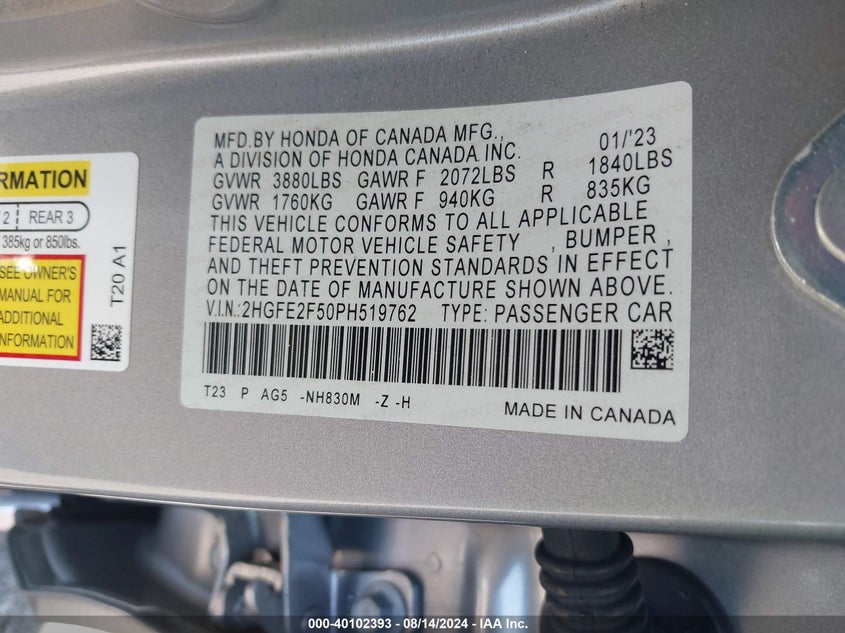 MFD.BY HONDA OF CANADA MFG., 01/'23
A DIVISION OF HONDA CANADA INC.
GVWR 3880LBS GAWR F 2072LBS R 1840LBS
GVWR 1760KG GAWR F 940KG R 835KG
THIS VEHICLE CONFORMS TO ALL APPLICABLE
FEDERAL MOTOR VEHICLE SAFETY , BUMPER ,
AND THEFT PREVENTION STANDARDS IN EFFECT
ON THE DATE OF MANUFACTURE SHOWN ABOVE.
V.I.N.:2HGFE2F50PH519762 TYPE: PASSENGER CAR
T23 P AG5 -NH830M -Z -H
MADE IN CANADA
RMATION
2 REAR 3
385kg or 850lbs.
SEE OWNER'S
MANUAL FOR
ADDITIONAL
INFORMATION
T20 A1
000-40102393 - 08/14/2024 - IAA Inc.